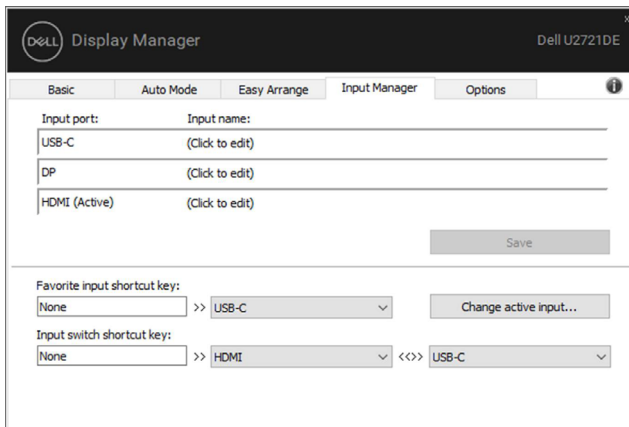 DELL Display Manager Dell U2721DE
x
Basic Auto Mode Easy Arrange Input Manager Options i
Input port: Input name:
USB-C (Click to edit)
DP (Click to edit)
HDMI (Active) (Click to edit)
Save
Favorite input shortcut key:
None >> USB-C Change active input...
Input switch shortcut key:
None >> HDMI <<>> USB-C